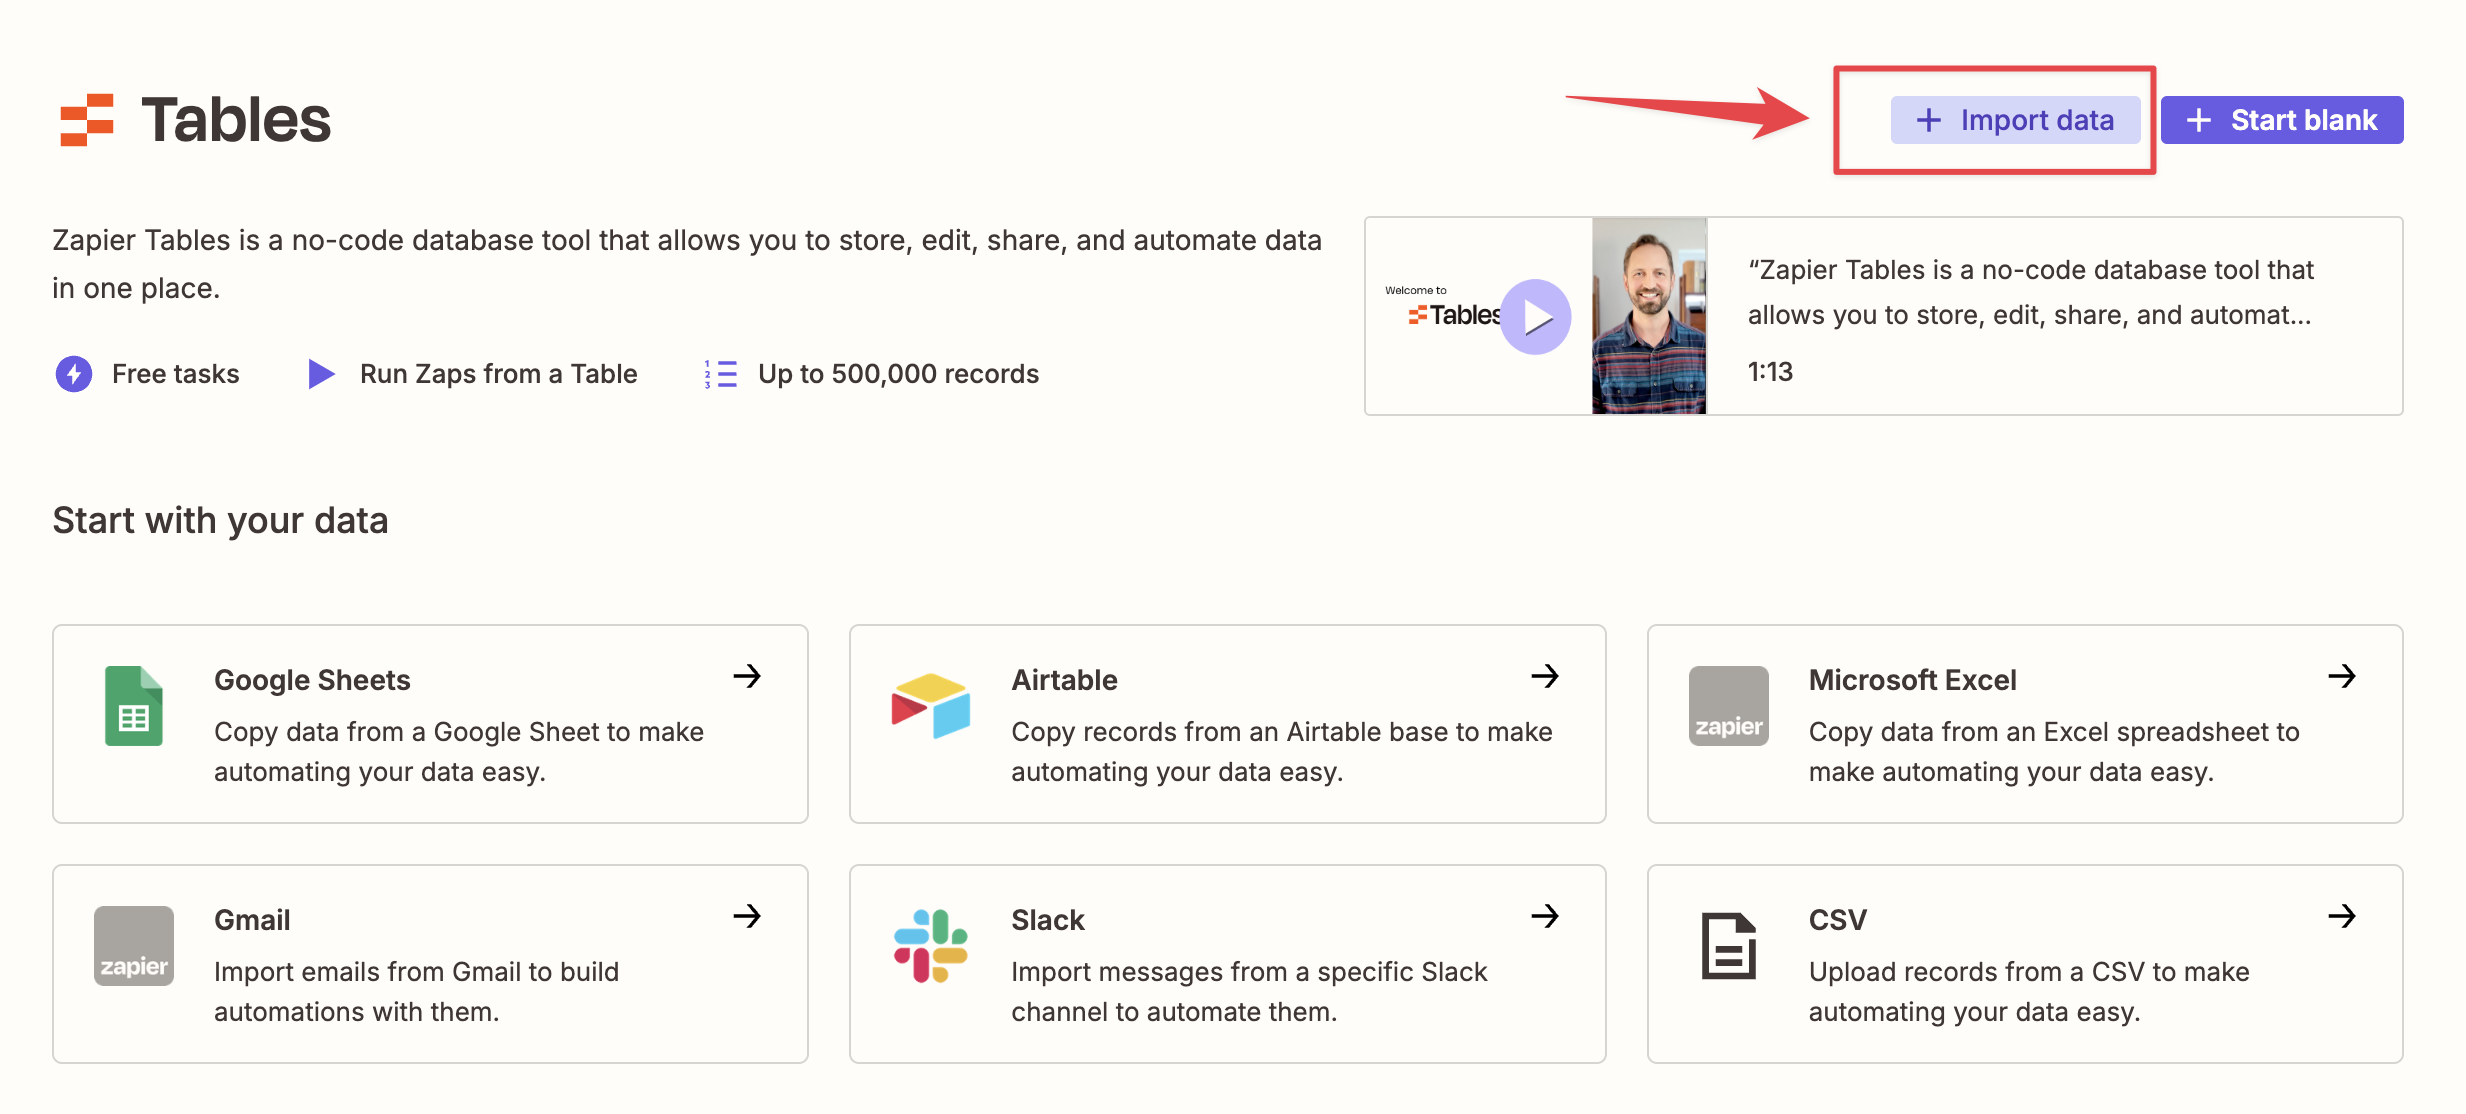 Tables
+ Import data
+ Start blank
Zapier Tables is a no-code database tool that allows you to store, edit, share, and automate data
in one place.
Free tasks
Run Zaps from a Table
1
2
3
Up to 500,000 records
Welcome to
Tables
“Zapier Tables is a no-code database tool that
allows you to store, edit, share, and automat...
1:13
Start with your data
Google Sheets
Copy data from a Google Sheet to make
automating your data easy.
Airtable
Copy records from an Airtable base to make
automating your data easy.
zapier
Microsoft Excel
Copy data from an Excel spreadsheet to
make automating your data easy.
zapier
Gmail
Import emails from Gmail to build
automations with them.
Slack
Import messages from a specific Slack
channel to automate them.
CSV
Upload records from a CSV to make
automating your data easy.